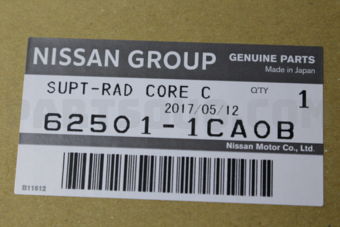 NISSAN GROUP GENUINE PARTS
Made in Japan
SUPT-RAD CORE C Q'TY 1
2017/05/12
62501-1CA0B
Nissan Motor Co., Ltd.
B11612